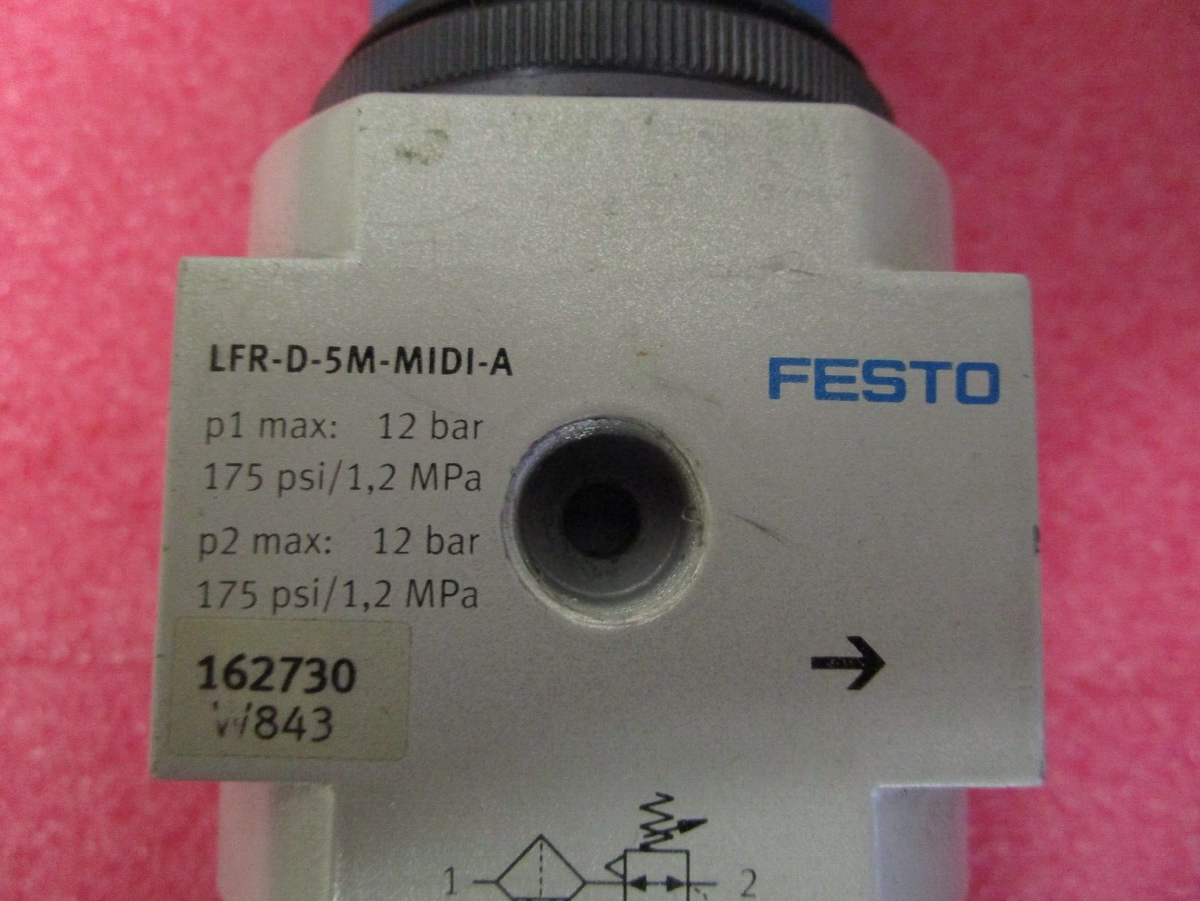 LFR-D-5M-MIDI-A
FESTO
p1 max: 12 bar
175 psi/1,2 MPa
p2 max: 12 bar
175 psi/1,2 MPa
162730
W843
1 2